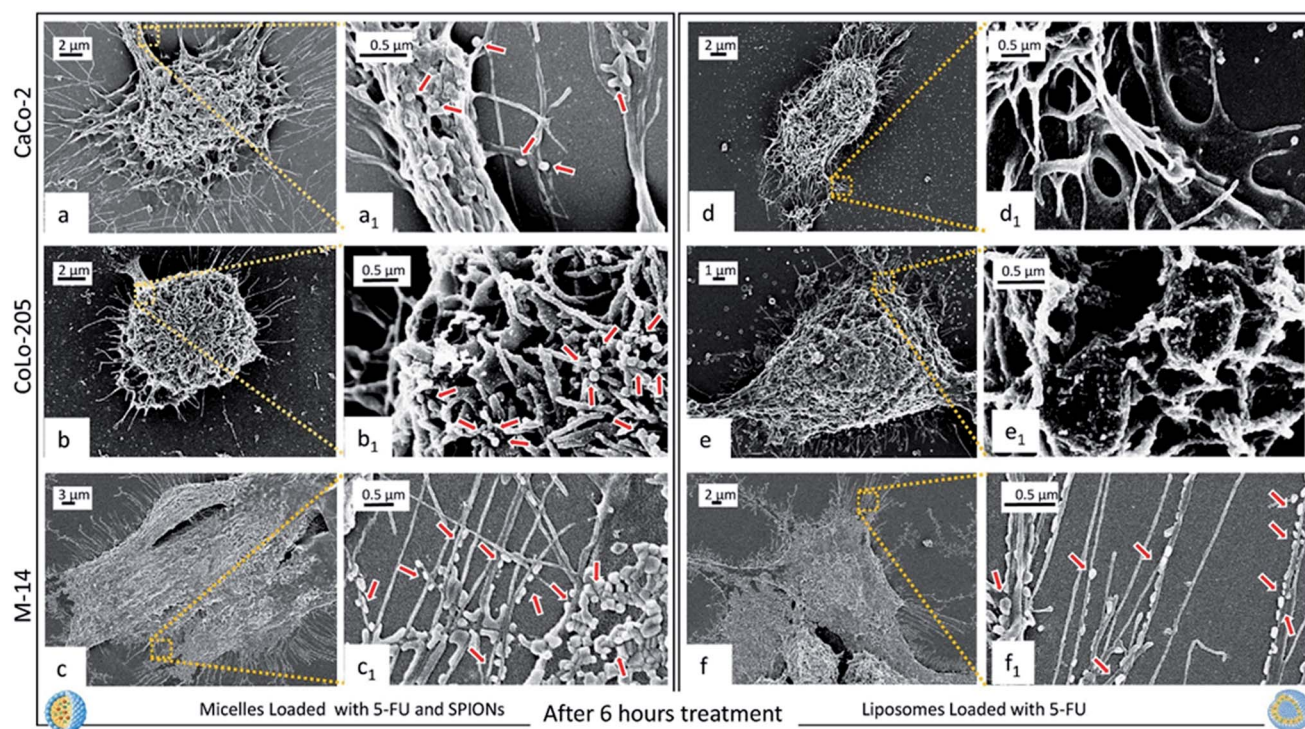 CaCo-2
2 µm
a
0.5 µm
a1
2 µm
d
0.5 µm
d1
CoLo-205
2 µm
b
0.5 µm
b1
1 µm
e
0.5 µm
e1
M-14
3 µm
c
0.5 µm
c1
2 µm
f
0.5 µm
f1
Micelles Loaded with 5-FU and SPIONs
After 6 hours treatment
Liposomes Loaded with 5-FU